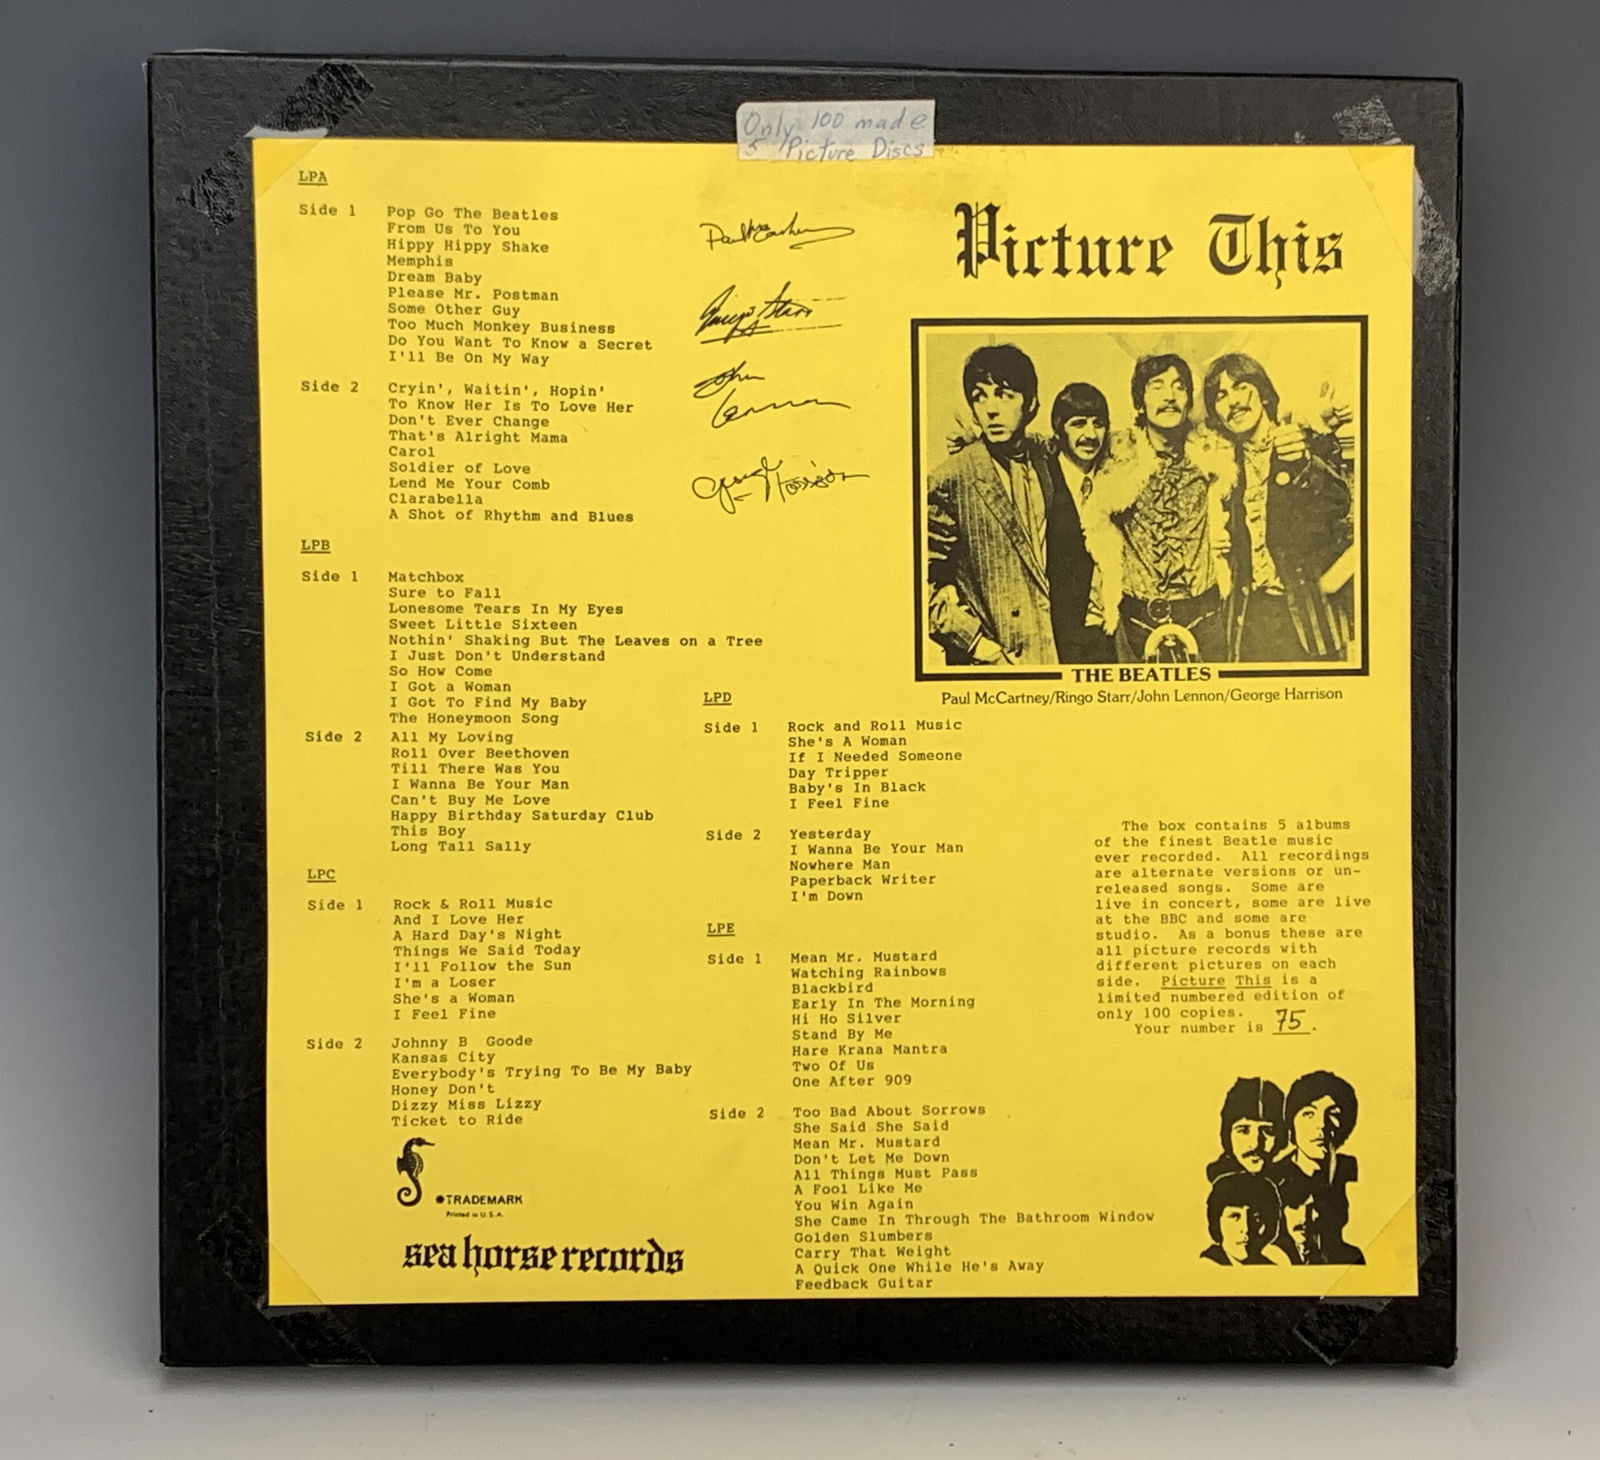 Only 100 made
5 Picture Discs
Picture This
LPA
Side 1 Pop Go The Beatles
From Us To You
Hippy Hippy Shake
Memphis
Dream Baby
Please Mr. Postman
Some Other Guy
Too Much Monkey Business
Do You Want To Know a Secret
I'll Be On My Way
Side 2 Cryin', Waitin', Hopin'
To Know Her Is To Love Her
Don't Ever Change
That's Alright Mama
Carol
Soldier of Love
Lend Me Your Comb
Clarabella
A Shot of Rhythm and Blues
Paul McCartney
Ringo Starr
John
Lennon
George Harrison
THE BEATLES
Paul McCartney/Ringo Starr/John Lennon/George Harrison
LPB
Side 1 Matchbox
Sure to Fall
Lonesome Tears In My Eyes
Sweet Little Sixteen
Nothin' Shaking But The Leaves on a Tree
I Just Don't Understand
So How Come
I Got a Woman
I Got To Find My Baby
The Honeymoon Song
Side 2 All My Loving
Roll Over Beethoven
Till There Was You
I Wanna Be Your Man
Can't Buy Me Love
Happy Birthday Saturday Club
This Boy
Long Tall Sally
LPC
Side 1 Rock & Roll Music
And I Love Her
A Hard Day's Night
Things We Said Today
I'll Follow the Sun
I'm a Loser
She's a Woman
I Feel Fine
Side 2 Johnny B Goode
Kansas City
Everybody's Trying To Be My Baby
Honey Don't
Dizzy Miss Lizzy
Ticket to Ride
TRADEMARK
Printed in U.S.A.
sea horse records
LPD
Side 1 Rock and Roll Music
She's A Woman
If I Needed Someone
Day Tripper
Baby's In Black
I Feel Fine
Side 2 Yesterday
I Wanna Be Your Man
Nowhere Man
Paperback Writer
I'm Down
LPE
Side 1 Mean Mr. Mustard
Watching Rainbows
Blackbird
Early In The Morning
Hi Ho Silver
Stand By Me
Hare Krana Mantra
Two Of Us
One After 909
Side 2 Too Bad About Sorrows
She Said She Said
Mean Mr. Mustard
Don't Let Me Down
All Things Must Pass
A Fool Like Me
You Win Again
She Came In Through The Bathroom Window
Golden Slumbers
Carry That Weight
A Quick One While He's Away
Feedback Guitar
The box contains 5 albums
of the finest Beatle music
ever recorded. All recordings
are alternate versions or un-
released songs. Some are
live in concert, some are live
at the BBC and some are
studio. As a bonus these are
all picture records with
different pictures on each
side. Picture This is a
limited numbered edition of
only 100 copies.
Your number is 75.